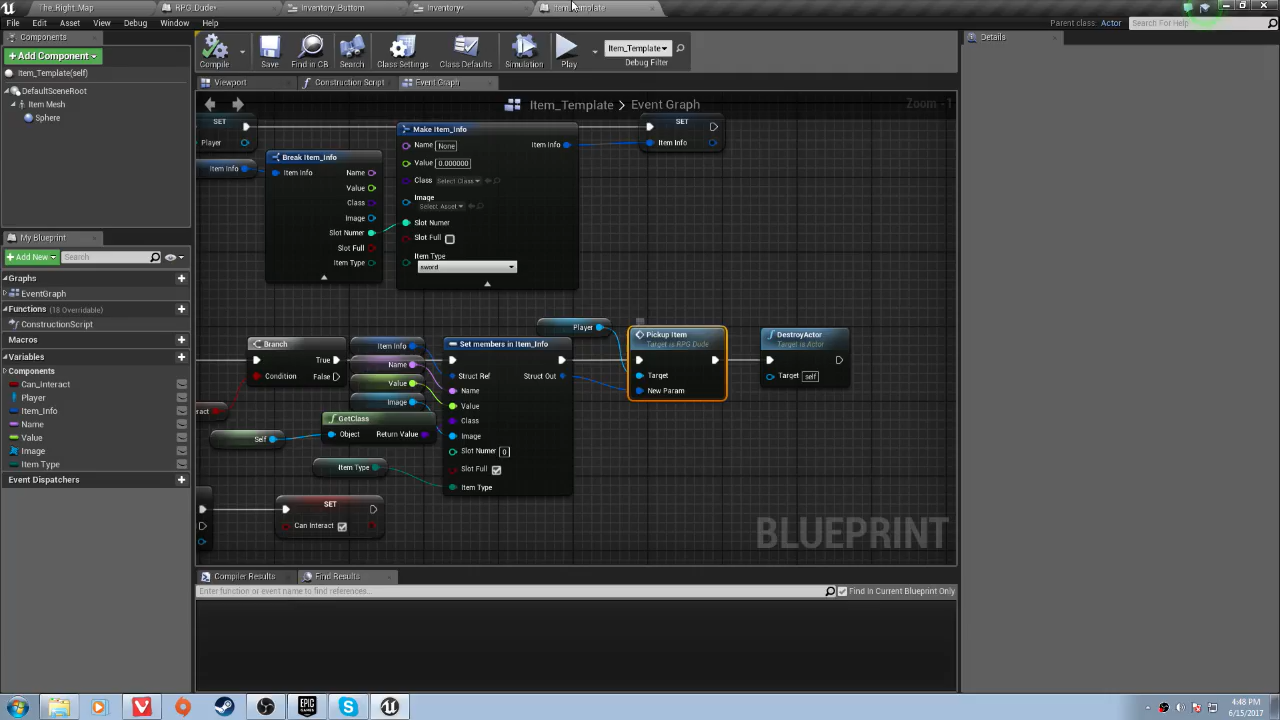 The.Right.Map
RPG_Dude*
Inventory.Buttom
Inventory*
Item_Template
File
Edit
Asset
View
Debug
Window
Help
Parent class: Actor
Search For Help
Components
Add Component
Item_Template(self)
DefaultSceneRoot
Item Mesh
Sphere
My Blueprint
Add New
Search
Graphs
EventGraph
Functions (18 Overridable)
ConstructionScript
Macros
Variables
Components
Can_Interact
Player
Item_Info
Name
Value
Image
Item Type
Event Dispatchers
Compile
Save
Find in CB
Search
Class Settings
Class Defaults
Simulation
Play
Item_Template
Debug Filter
Viewport
Construction Script
Event Graph
Item_Template > Event Graph
Zoom -1
SET
Player
Item Info
Break Item_Info
Item Info
Name
Value
Class
Image
Slot Numer
Slot Full
Item Type
Make Item_Info
Name None
Value 0.000000
Class Select Class
Image
Select Asset
Slot Numer
Slot Full
Item Type
sword
Item Info
SET
Item Info
Branch
Condition
True
False
Item Info
Name
Value
Image
GetClass
Object
Return Value
Self
Item Type
Set members in Item_Info
Struct Ref
Struct Out
Name
Value
Class
Image
Slot Numer 0
Slot Full
Item Type
Player
Pickup Item
Target is RPG Dude
Target
New Param
DestroyActor
Target is Actor
Target self
SET
Can Interact
BLUEPRINT
Compiler Results
Find Results
Enter function or event name to find references...
Find In Current Blueprint Only
Details
EPIC
GAMES
4:48 PM
6/15/2017